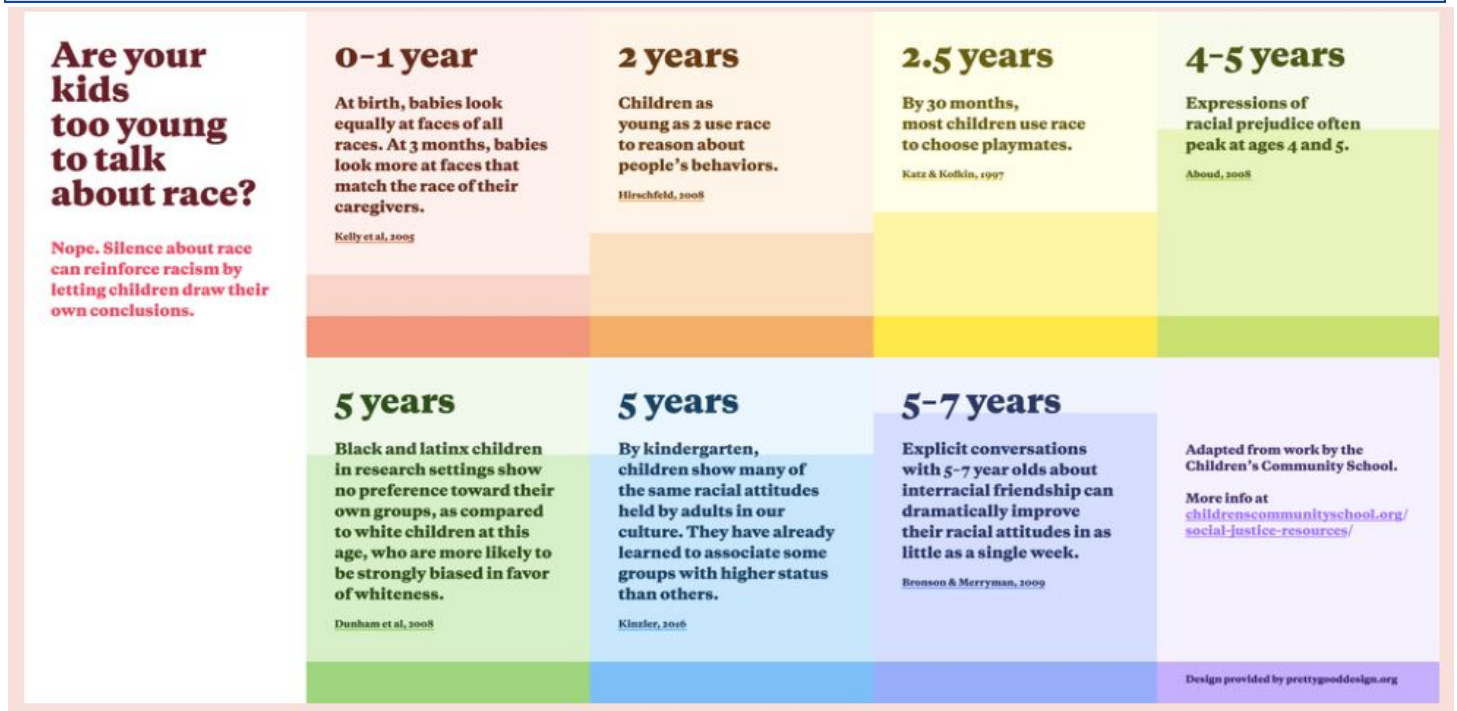 Are your
kids
too young
to talk
about race?
Nope. Silence about race
can reinforce racism by
letting children draw their
own conclusions.
0-1 year
At birth, babies look
equally at faces of all
races. At 3 months, babies
look more at faces that
match the race of their
caregivers.
Kelly et al, 2005
2 years
Children as
young as 2 use race
to reason about
people's behaviors.
Hirschfeld, 2008
2.5 years
By 30 months,
most children use race
to choose playmates.
Katz & Kofkin, 1997
4-5 years
Expressions of
racial prejudice often
peak at ages 4 and 5.
Aboud, 2008
5 years
Black and latinx children
in research settings show
no preference toward their
own groups, as compared
to white children at this
age, who are more likely to
be strongly biased in favor
of whiteness.
Dunham et al, 2008
5 years
By kindergarten,
children show many of
the same racial attitudes
held by adults in our
culture. They have already
learned to associate some
groups with higher status
than others.
Kinzler, 2016
5-7 years
Explicit conversations
with 5-7 year olds about
interracial friendship can
dramatically improve
their racial attitudes in as
little as a single week.
Bronson & Merryman, 2009
Adapted from work by the
Children's Community School.
More info at
childrenscommunityschool.org/
social-justice-resources/
Design provided by prettygooddesign.org